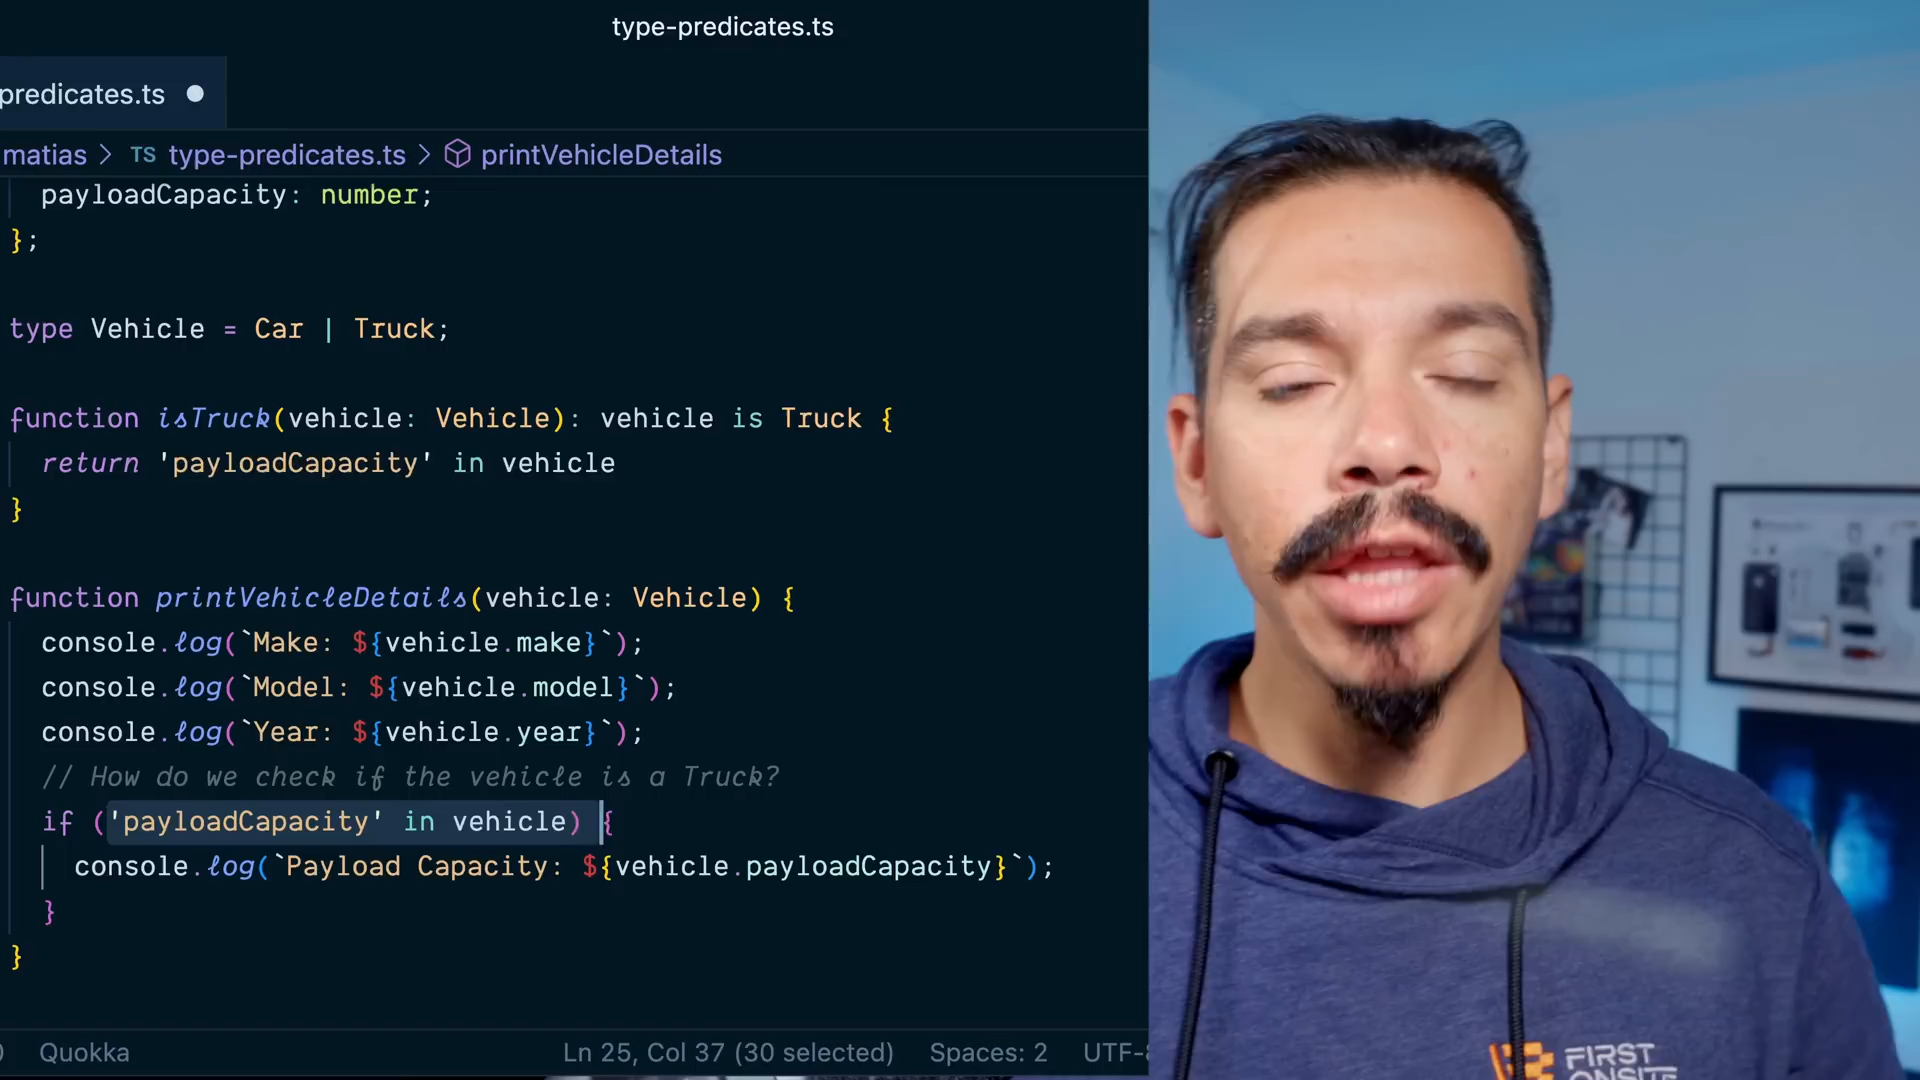 type-predicates.ts
predicates.ts
matias > TS type-predicates.ts > printVehicleDetails
payloadCapacity: number;
};
type Vehicle = Car | Truck;
function isTruck(vehicle: Vehicle): vehicle is Truck {
return 'payloadCapacity' in vehicle
}
function printVehicleDetails(vehicle: Vehicle) {
console.log(`Make: ${vehicle.make}`);
console.log(`Model: ${vehicle.model}`);
console.log(`Year: ${vehicle.year}`);
// How do we check if the vehicle is a Truck?
if ('payloadCapacity' in vehicle) {
console.log(`Payload Capacity: ${vehicle.payloadCapacity}`);
}
}
Quokka Ln 25, Col 37 (30 selected) Spaces: 2 UTF-8
FIRST
ONSITE